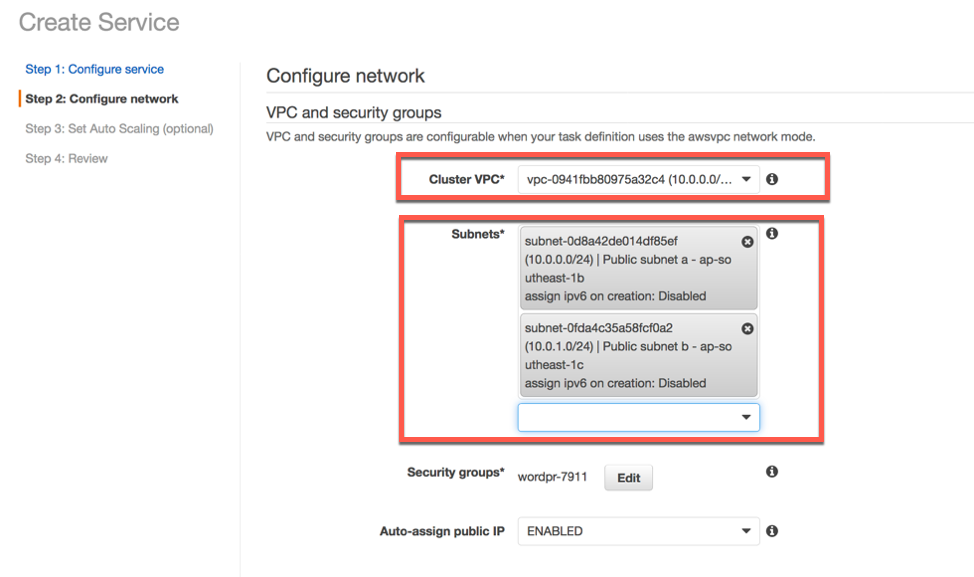 Create Service
Step 1: Configure service
Step 2: Configure network
Step 3: Set Auto Scaling (optional)
Step 4: Review
Configure network
VPC and security groups
VPC and security groups are configurable when your task definition uses the awsvpc network mode.
Cluster VPC* vpc-0941fbb80975a32c4 (10.0.0.0/...
Subnets* subnet-0d8a42de014df85ef
(10.0.0.0/24) | Public subnet a - ap-so
utheast-1b
assign ipv6 on creation: Disabled
subnet-0fda4c35a58fcf0a2
(10.0.1.0/24) | Public subnet b - ap-so
utheast-1c
assign ipv6 on creation: Disabled
Security groups* wordpr-7911 Edit
Auto-assign public IP ENABLED